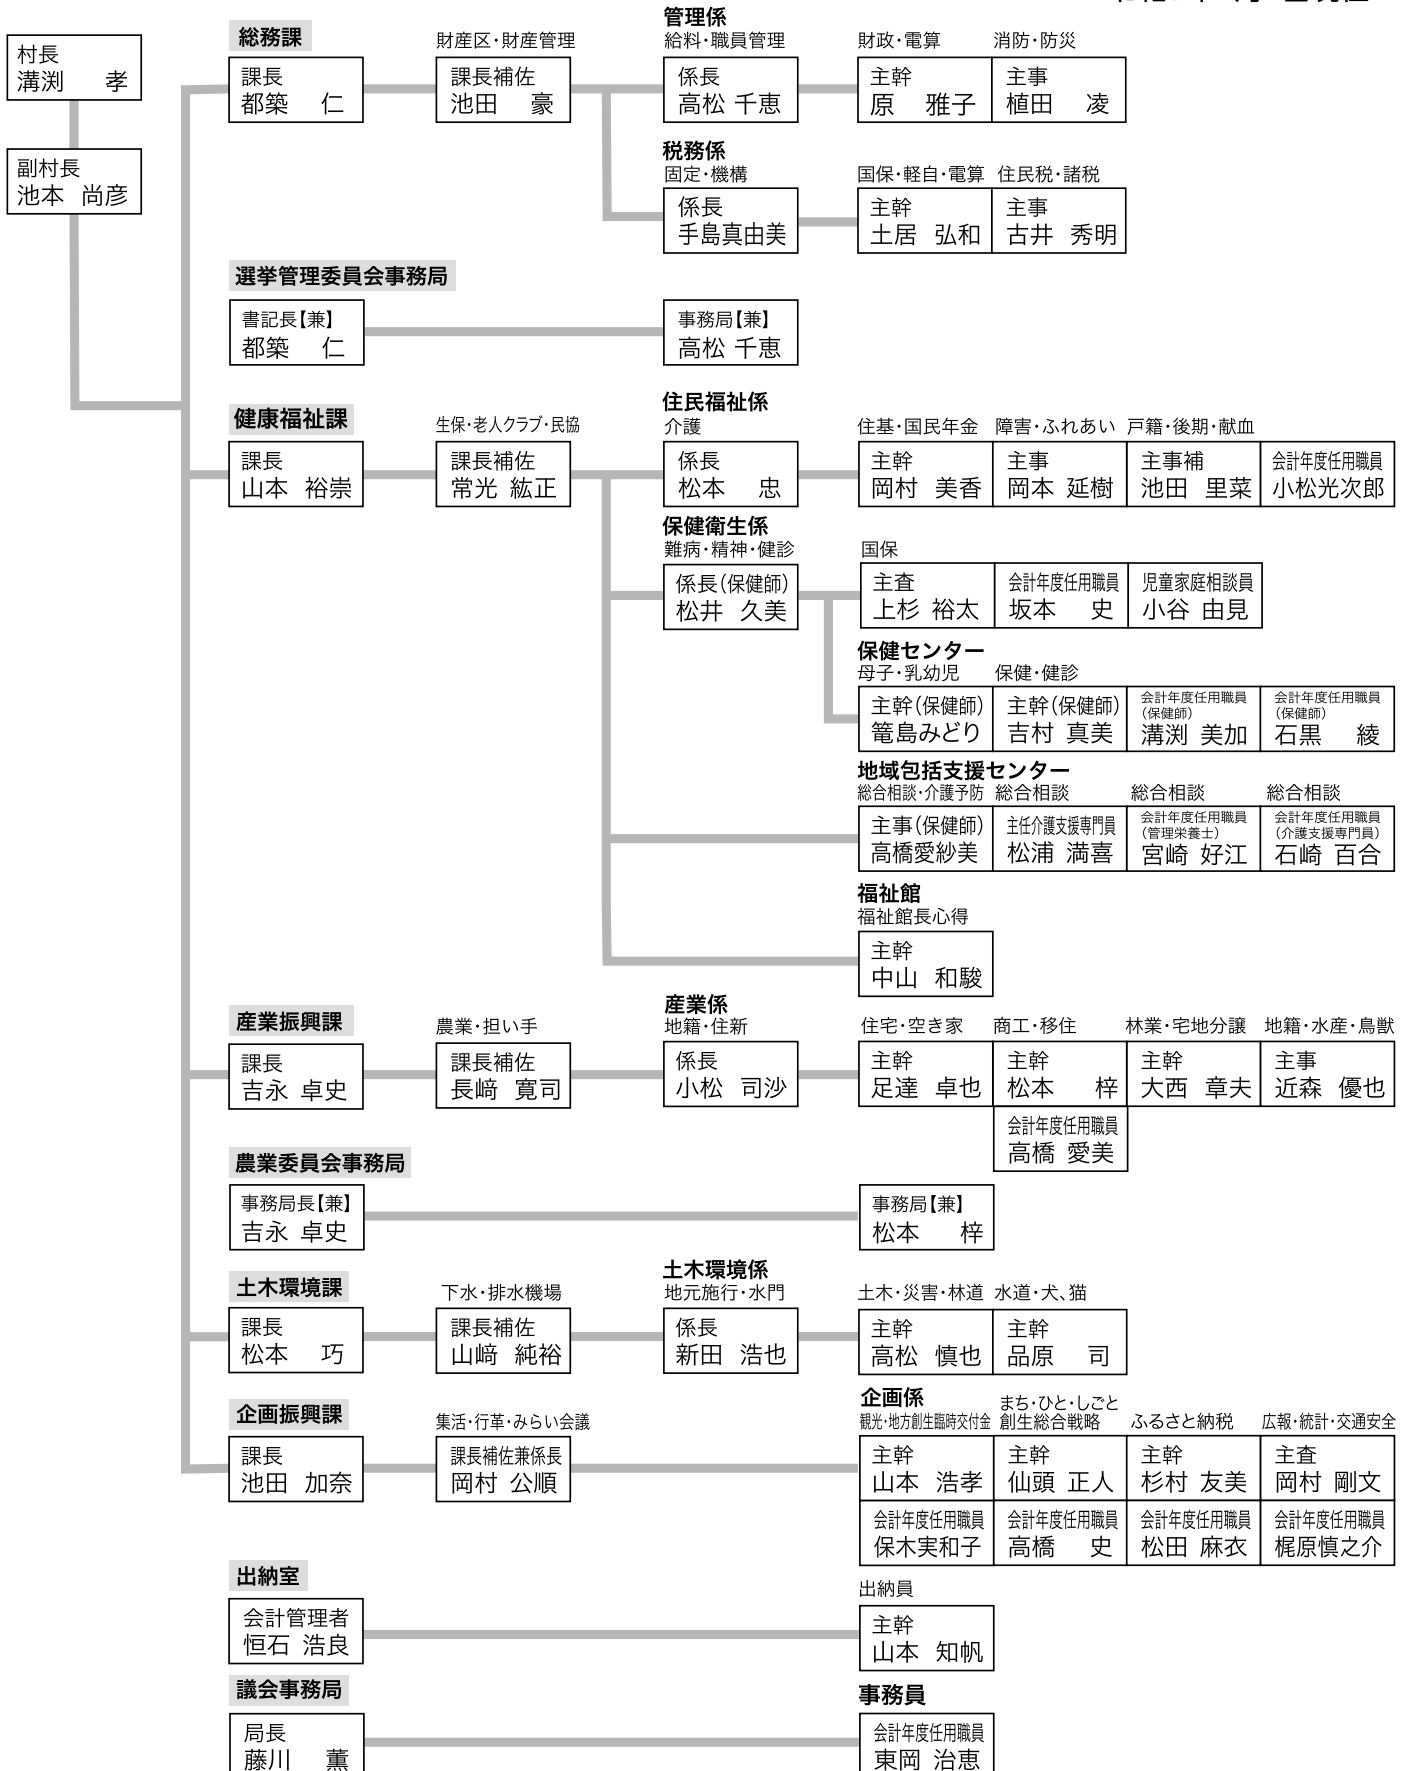 村長
溝渕 孝
副村長
池本 尚彦
総務課
課長
都築 仁
財産区・財産管理
課長補佐
池田 豪
管理係
給料・職員管理
係長
高松 千恵
財政・電算
主幹
原 雅子
消防・防災
主事
植田 凌
税務係
固定・機構
係長
手島真由美
国保・軽自・電算
主幹
土居 弘和
住民税・諸税
主事
古井 秀明
選挙管理委員会事務局
書記長【兼】
都築 仁
事務局【兼】
高松 千恵
健康福祉課
課長
山本 裕崇
生保・老人クラブ・民協
課長補佐
常光 紘正
住民福祉係
介護
係長
松本 忠
住基・国民年金
主幹
岡村 美香
障害・ふれあい
主事
岡本 延樹
戸籍・後期・献血
主事補
池田 里菜
会計年度任用職員
小松光次郎
保健衛生係
難病・精神・健診
係長(保健師)
松井 久美
国保
主査
上杉 裕太
会計年度任用職員
坂本 史
児童家庭相談員
小谷 由見
保健センター
母子・乳幼児
主幹(保健師)
篭島みどり
保健・健診
主幹(保健師)
吉村 真美
会計年度任用職員
(保健師)
溝渕 美加
会計年度任用職員
(保健師)
石黒 綾
地域包括支援センター
総合相談・介護予防
主事(保健師)
高橋愛紗美
総合相談
主任介護支援専門員
松浦 満喜
総合相談
会計年度任用職員
(管理栄養士)
宮崎 好江
総合相談
会計年度任用職員
(介護支援専門員)
石崎 百合
福祉館
福祉館長心得
主幹
中山 和駿
産業振興課
課長
吉永 卓史
農業・担い手
課長補佐
長﨑 寛司
産業係
地籍・住新
係長
小松 司沙
住宅・空き家
主幹
足達 卓也
商工・移住
主幹
松本 梓
林業・宅地分譲
主幹
大西 章夫
地籍・水産・鳥獣
主事
近森 優也
会計年度任用職員
高橋 愛美
農業委員会事務局
事務局長【兼】
吉永 卓史
事務局【兼】
松本 梓
土木環境課
課長
松本 巧
下水・排水機場
課長補佐
山﨑 純裕
土木環境係
地元施行・水門
係長
新田 浩也
土木・災害・林道
主幹
高松 慎也
水道・犬、猫
主幹
品原 司
企画振興課
課長
池田 加奈
集活・行革・みらい会議
課長補佐兼係長
岡村 公順
企画係
観光・地方創生臨時交付金
主幹
山本 浩孝
まち・ひと・しごと
創生総合戦略
主幹
仙頭 正人
ふるさと納税
主幹
杉村 友美
広報・統計・交通安全
主査
岡村 剛文
会計年度任用職員
保木実和子
会計年度任用職員
高橋 史
会計年度任用職員
松田 麻衣
会計年度任用職員
梶原慎之介
出納室
会計管理者
恒石 浩良
出納員
主幹
山本 知帆
議会事務局
局長
藤川 薫
事務員
会計年度任用職員
東岡 治恵